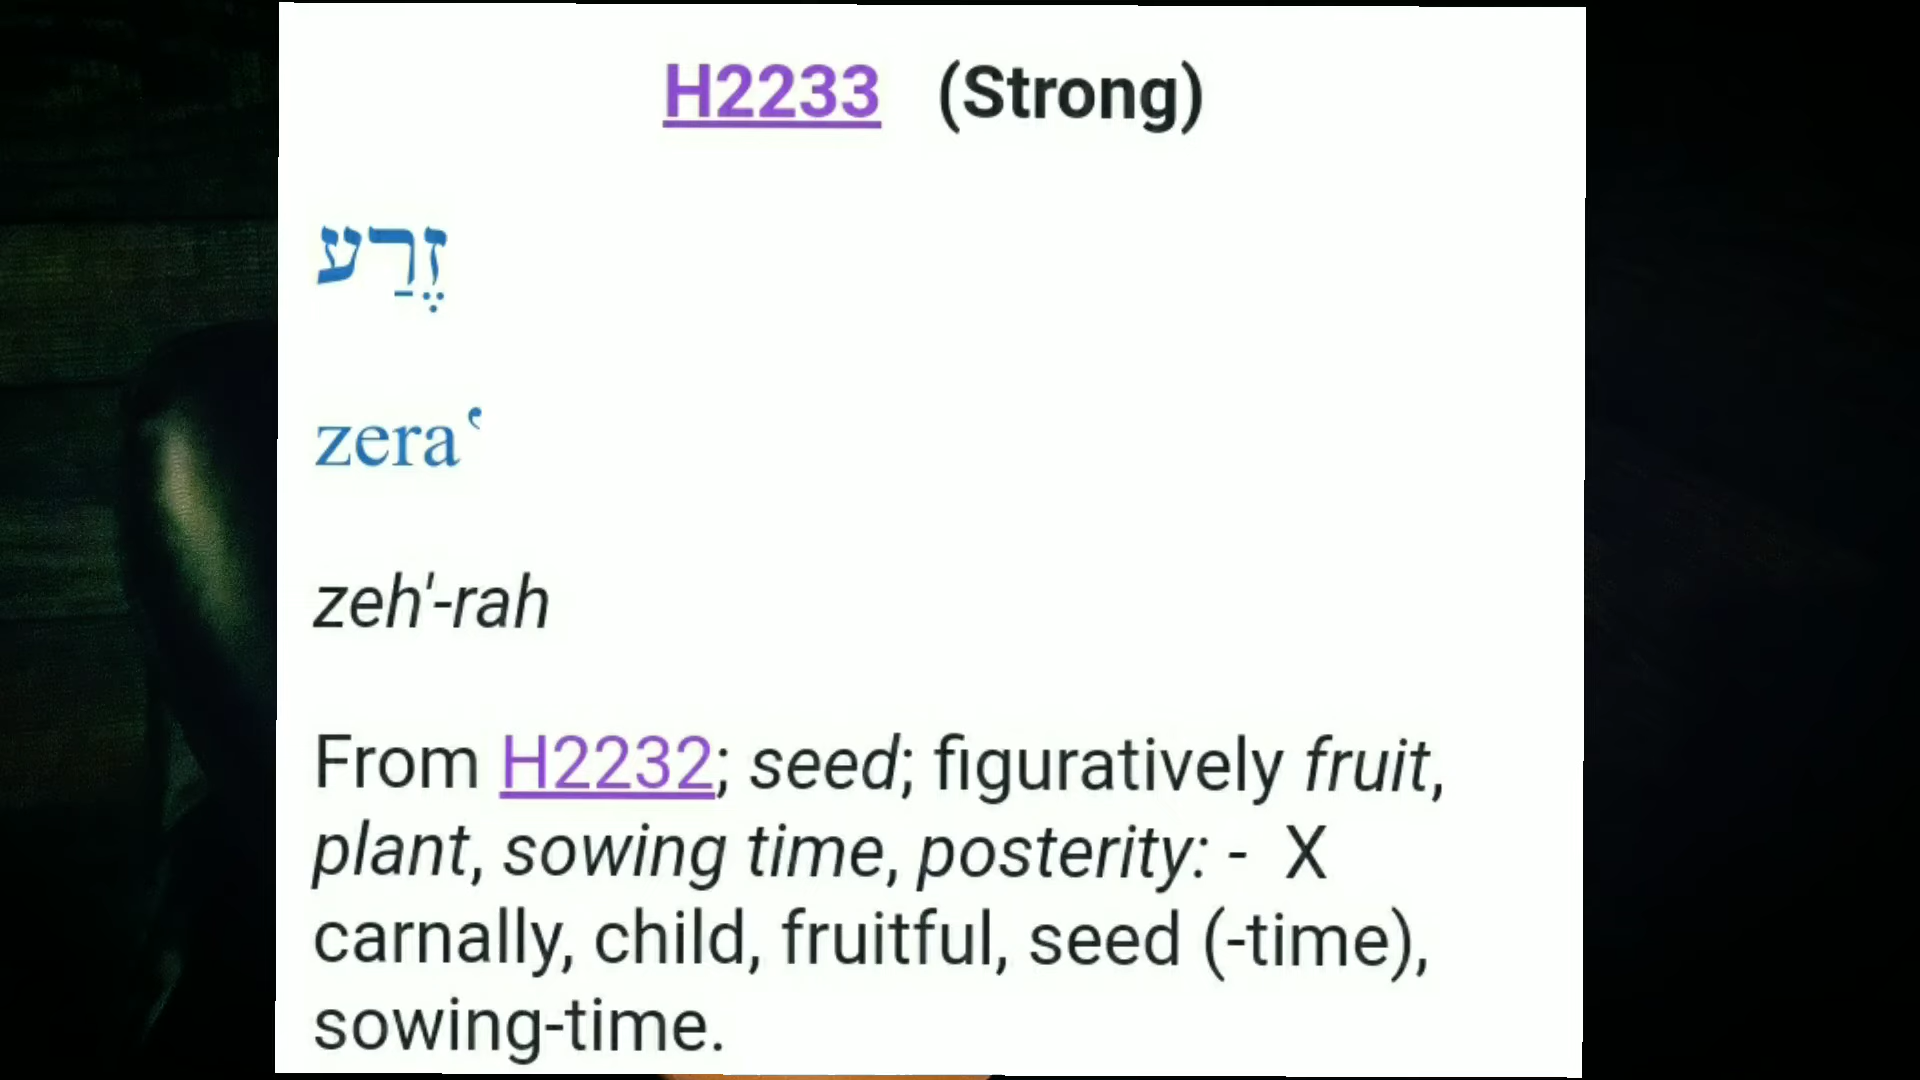 H2233 (Strong)
זֶרַע
zera‛
zeh'-rah
From H2232; seed; figuratively fruit,
plant, sowing time, posterity: - X
carnally, child, fruitful, seed (-time),
sowing-time.